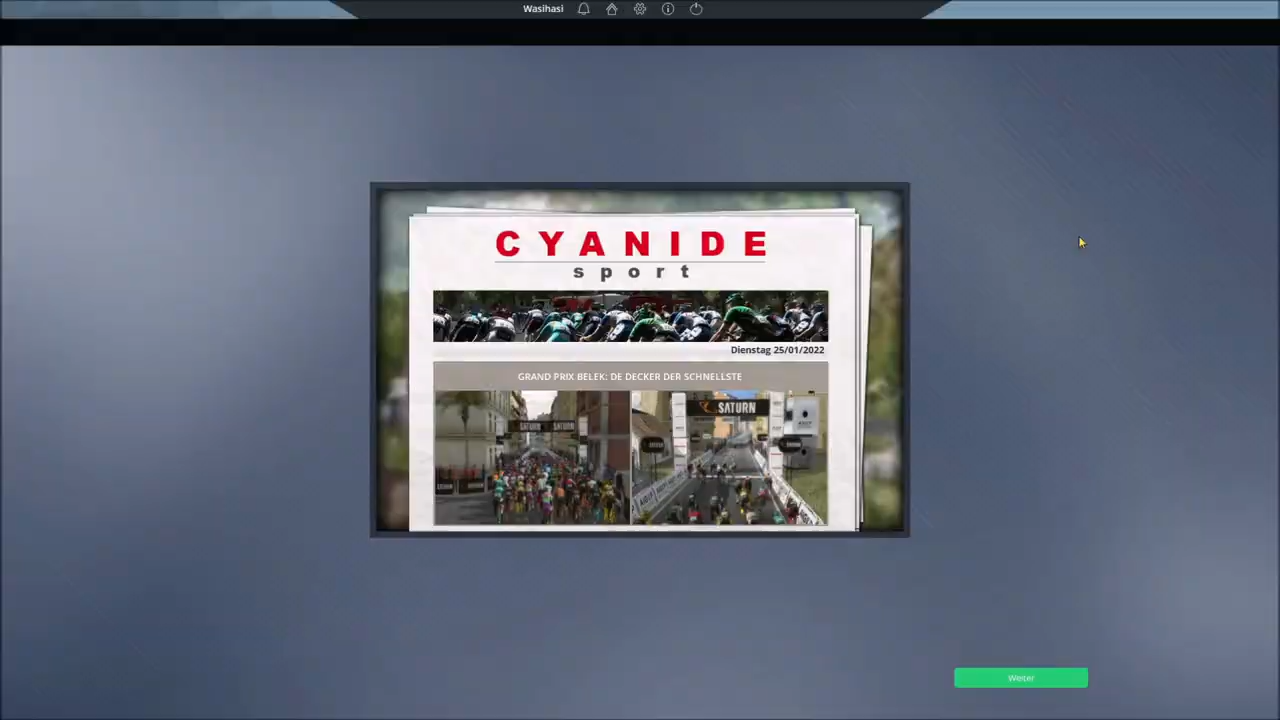 Wasihasi
CYANIDE
sport
Dienstag 25/01/2022
GRAND PRIX BELEK: DE DECKER DER SCHNELLSTE
SATURN SATURN
SATURN
Weiter